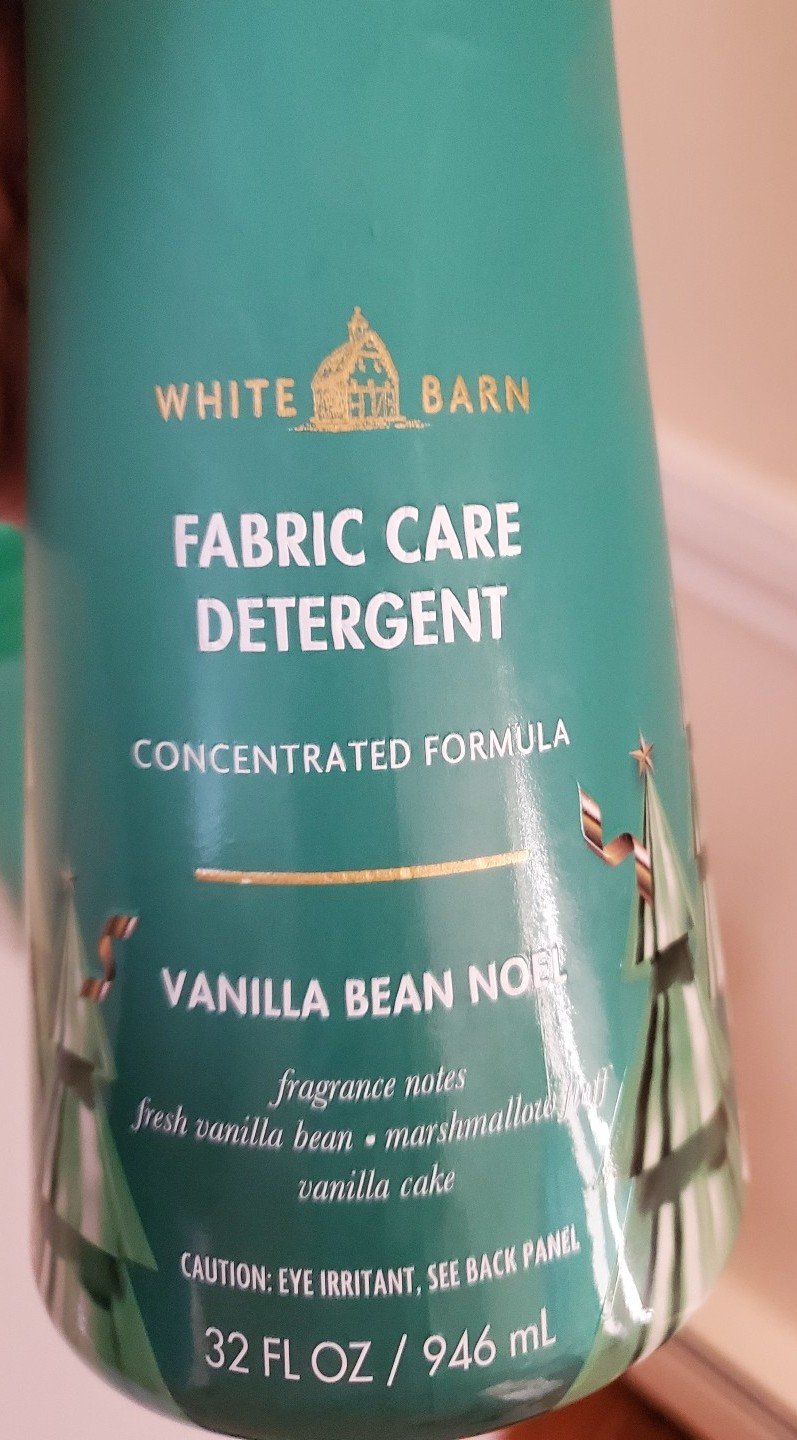 WHITE BARN
FABRIC CARE
DETERGENT
CONCENTRATED FORMULA
VANILLA BEAN NOEL
fragrance notes
fresh vanilla bean • marshmallow puff
vanilla cake
CAUTION: EYE IRRITANT, SEE BACK PANEL
32 FL OZ / 946 mL